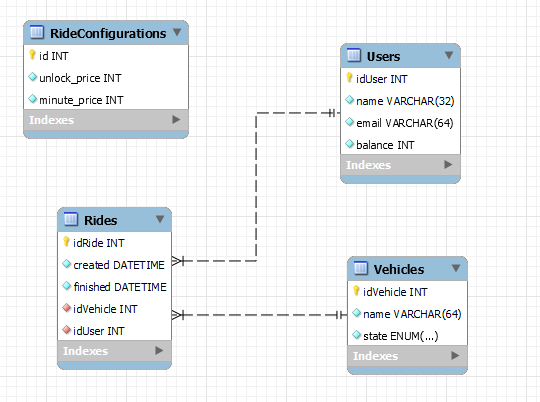 RideConfigurations
id INT
unlock_price INT
minute_price INT
Indexes
Users
idUser INT
name VARCHAR(32)
email VARCHAR(64)
balance INT
Indexes
Rides
idRide INT
created DATETIME
finished DATETIME
idVehicle INT
idUser INT
Indexes
Vehicles
idVehicle INT
name VARCHAR(64)
state ENUM(...)
Indexes